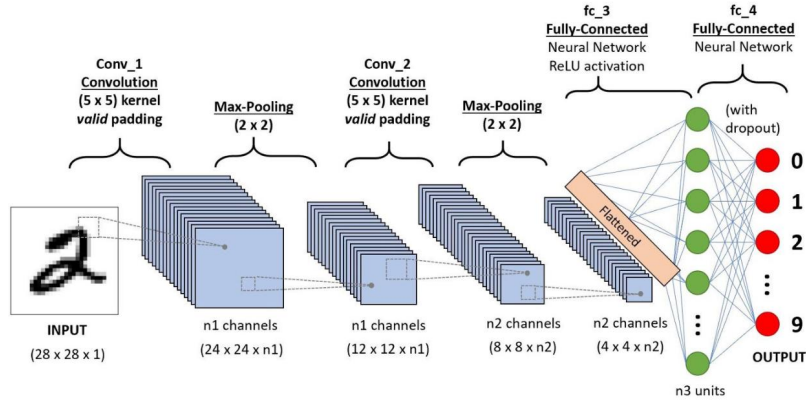 Conv_1
Convolution
(5 x 5) kernel
valid padding
Max-Pooling
(2 x 2)
Conv_2
Convolution
(5 x 5) kernel
valid padding
Max-Pooling
(2 x 2)
fc_3
Fully-Connected
Neural Network
ReLU activation
fc_4
Fully-Connected
Neural Network
(with
dropout)
Flattened
0
1
2
...
9
OUTPUT
...
n3 units
2
INPUT
(28 x 28 x 1)
n1 channels
(24 x 24 x n1)
n1 channels
(12 x 12 x n1)
n2 channels
(8 x 8 x n2)
n2 channels
(4 x 4 x n2)